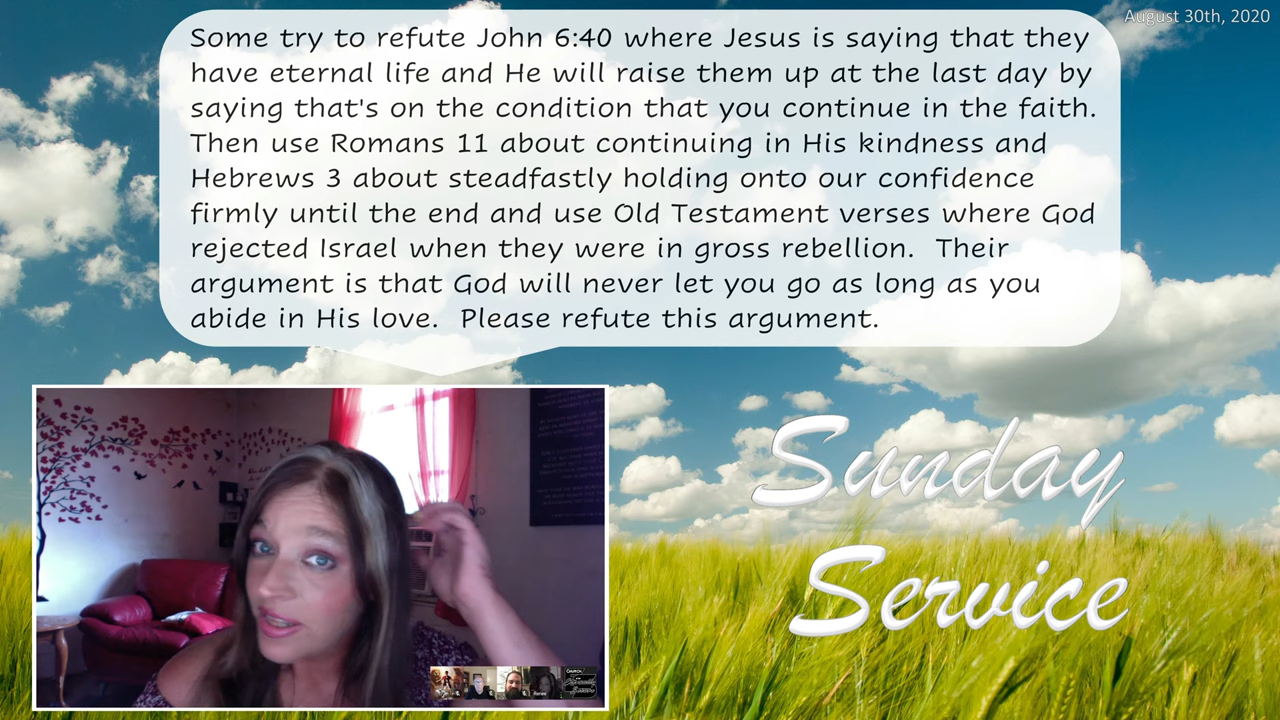 August 30th, 2020
Some try to refute John 6:40 where Jesus is saying that they
have eternal life and He will raise them up at the last day by
saying that's on the condition that you continue in the faith.
Then use Romans 11 about continuing in His kindness and
Hebrews 3 about steadfastly holding onto our confidence
firmly until the end and use Old Testament verses where God
rejected Israel when they were in gross rebellion.  Their
argument is that God will never let you go as long as you
abide in His love.  Please refute this argument.
Sunday
Service
Renee